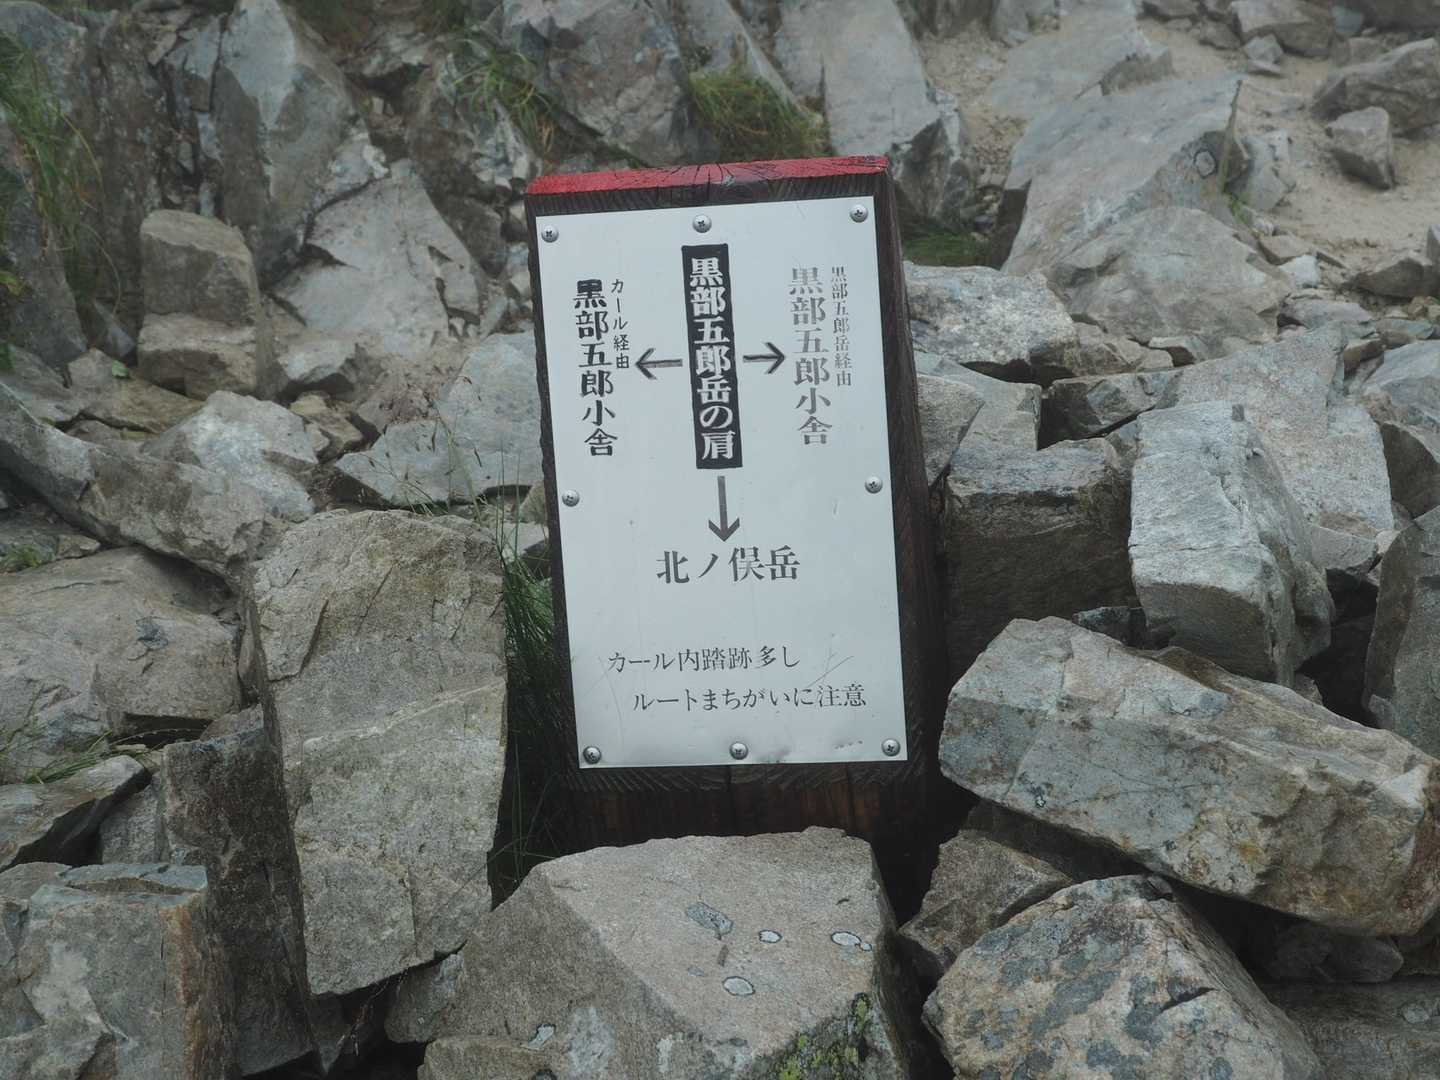 黒部五郎岳経由
黒部五郎小舎
黒部五郎岳の肩
カール経由
黒部五郎小舎
北ノ俣岳
カール内踏跡多し
ルートまちがいに注意